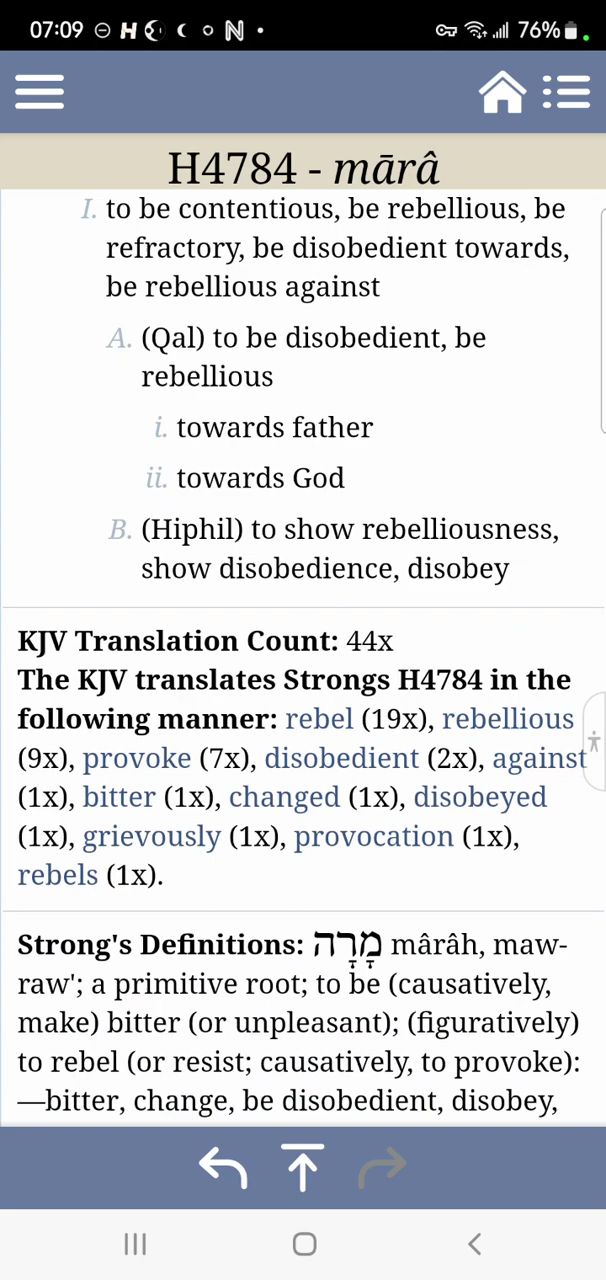 07:09 H N • 76%
H4784 - mārâ
I. to be contentious, be rebellious, be
refractory, be disobedient towards,
be rebellious against
A. (Qal) to be disobedient, be
rebellious
i. towards father
ii. towards God
B. (Hiphil) to show rebelliousness,
show disobedience, disobey
KJV Translation Count: 44x
The KJV translates Strongs H4784 in the
following manner: rebel (19x), rebellious
(9x), provoke (7x), disobedient (2x), against
(1x), bitter (1x), changed (1x), disobeyed
(1x), grievously (1x), provocation (1x),
rebels (1x).
Strong's Definitions: מָרָה mârâh, maw-
raw'; a primitive root; to be (causatively,
make) bitter (or unpleasant); (figuratively)
to rebel (or resist; causatively, to provoke):
—bitter, change, be disobedient, disobey,